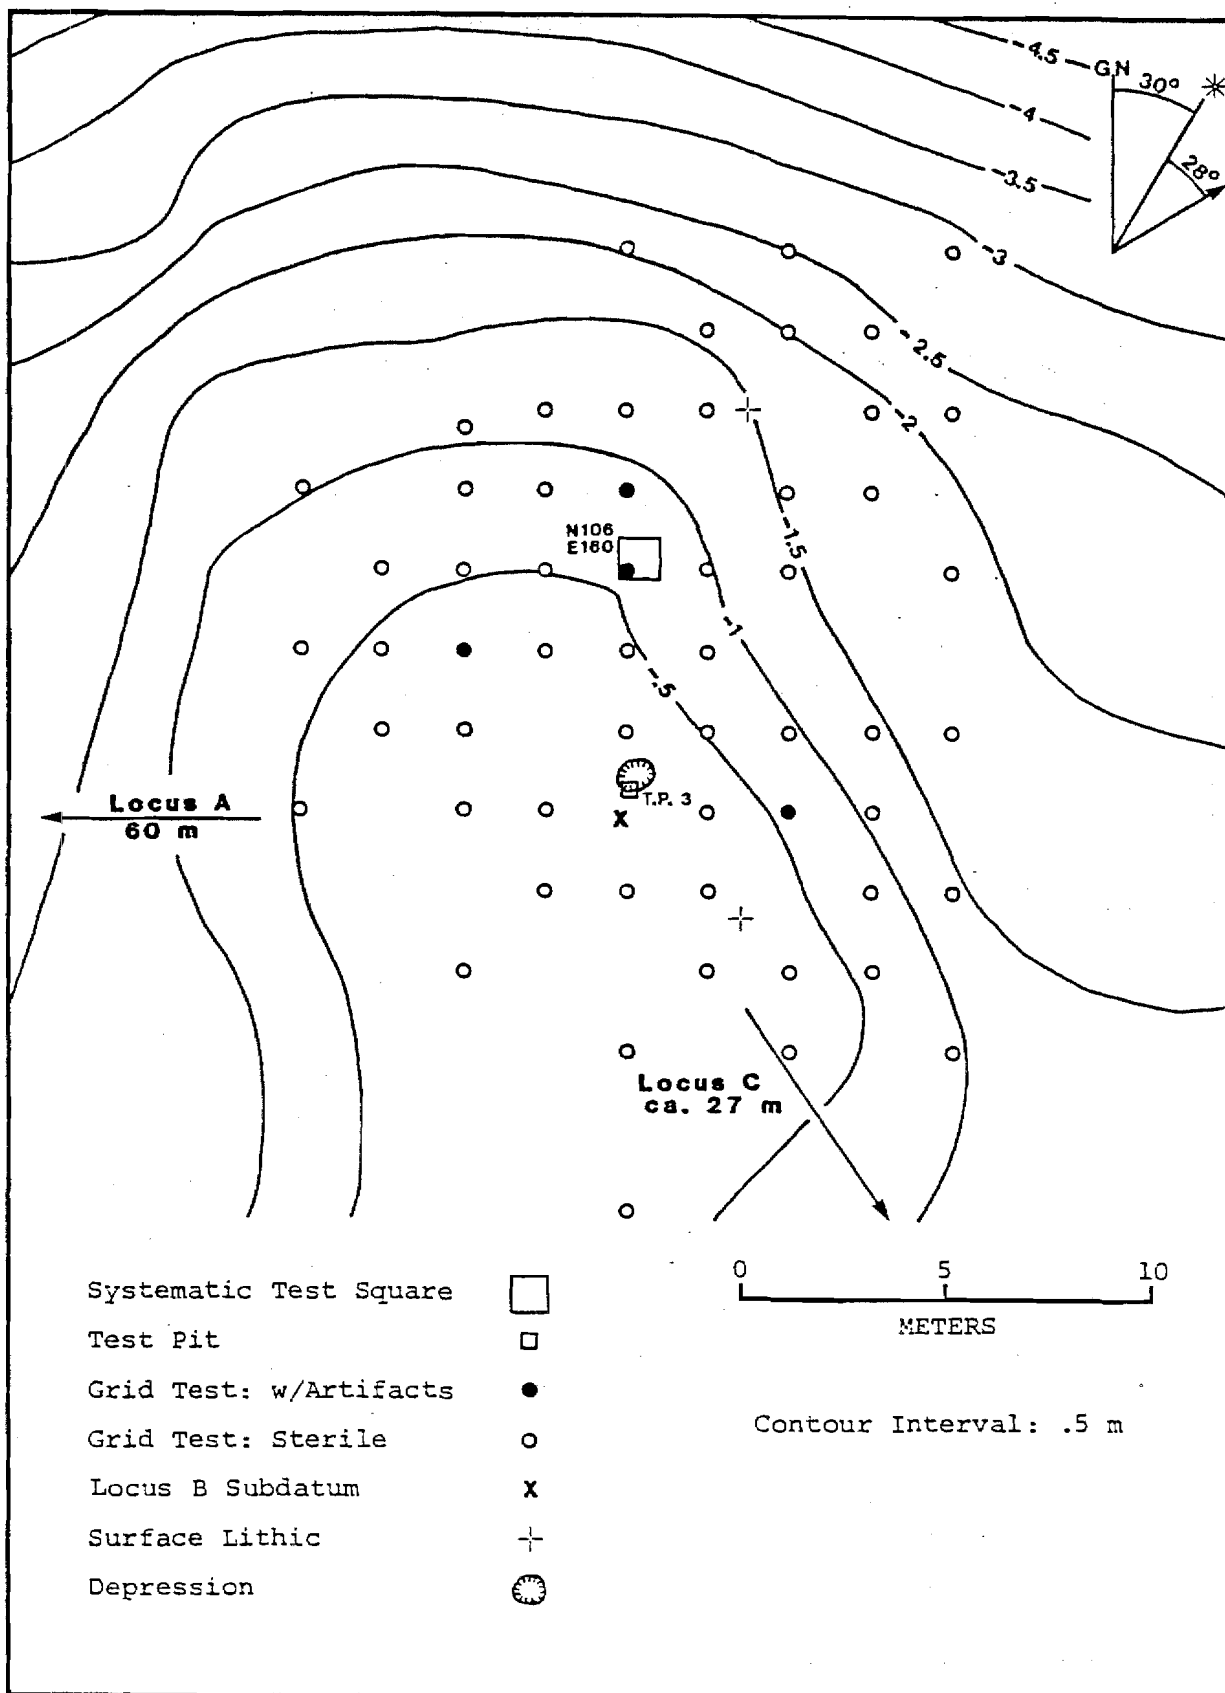 -4.5
GN
30°
-4
28°
-3.5
-3
-2.5
-2
N106
E160
-1.5
-1
-.5
T.P. 3
X
Locus A
60 m
Locus C
ca. 27 m
Systematic Test Square
Test Pit
Grid Test: w/Artifacts
Grid Test: Sterile
Locus B Subdatum X
Surface Lithic
Depression
0 5 10
METERS
Contour Interval: .5 m